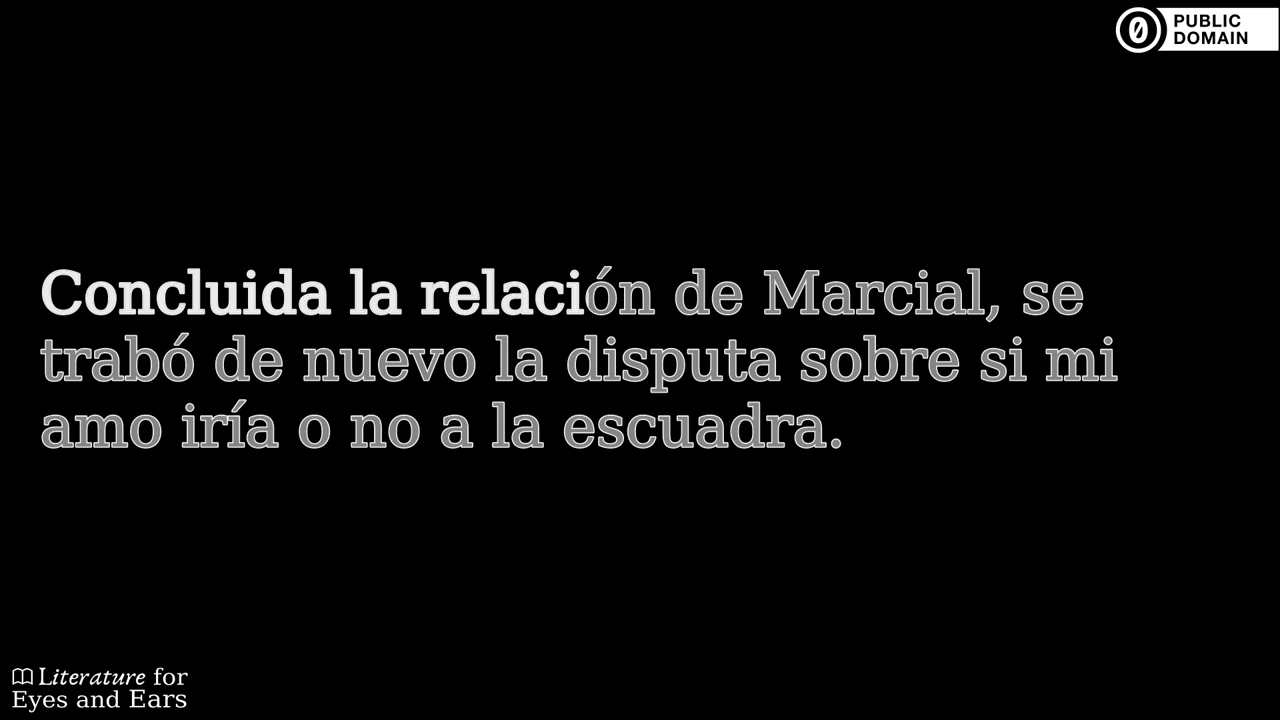 PUBLIC
DOMAIN
Concluida la relación de Marcial, se
trabó de nuevo la disputa sobre si mi
amo iría o no a la escuadra.
Literature for
Eyes and Ears